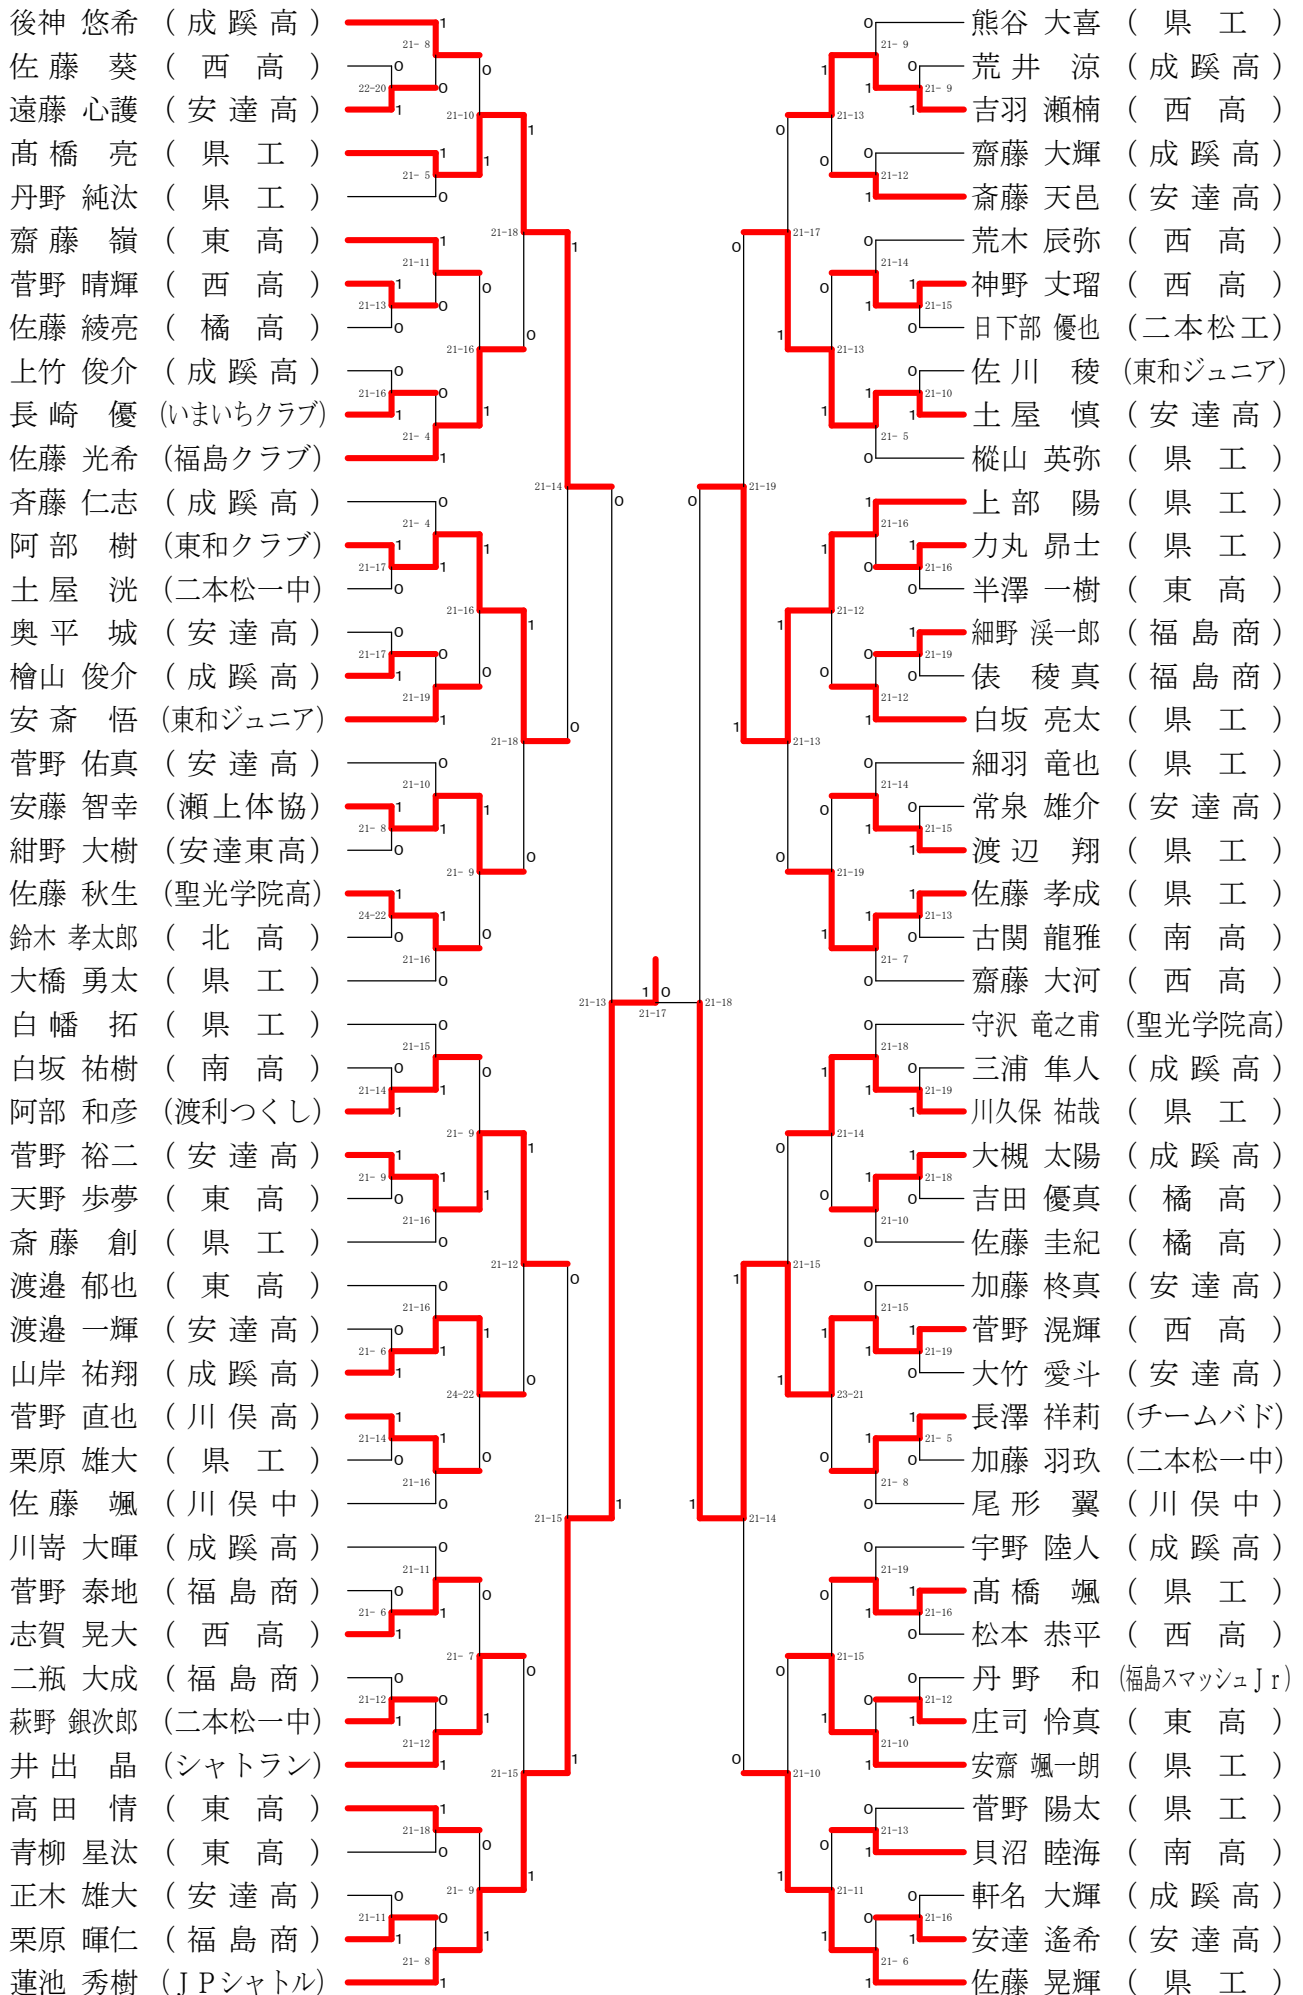 後神 悠希 （成蹊高）
佐藤 葵 （西高）
遠藤 心護 （安達高）
髙橋 亮 （県工）
丹野 純汰 （県工）
齋藤 嶺 （東高）
菅野 晴輝 （西高）
佐藤 綾亮 （橘高）
上竹 俊介 （成蹊高）
長崎 優 （いまいちクラブ）
佐藤 光希 （福島クラブ）
斉藤 仁志 （成蹊高）
阿部 樹 （東和クラブ）
土屋 洸 （二本松一中）
奥平 城 （安達高）
檜山 俊介 （成蹊高）
安斎 悟 （東和ジュニア）
菅野 佑真 （安達高）
安藤 智幸 （瀬上体協）
紺野 大樹 （安達東高）
佐藤 秋生 （聖光学院高）
鈴木 孝太郎 （北高）
大橋 勇太 （県工）
白幡 拓 （県工）
白坂 祐樹 （南高）
阿部 和彦 （渡利つくし）
菅野 裕二 （安達高）
天野 歩夢 （東高）
斎藤 創 （県工）
渡邉 郁也 （東高）
渡邉 一輝 （安達高）
山岸 祐翔 （成蹊高）
菅野 直也 （川俣高）
栗原 雄大 （県工）
佐藤 颯 （川俣中）
川嵜 大暉 （成蹊高）
菅野 泰地 （福島商）
志賀 晃大 （西高）
二瓶 大成 （福島商）
萩野 銀次郎 （二本松一中）
井出 晶 （シャトラン）
高田 情 （東高）
青柳 星汰 （東高）
正木 雄大 （安達高）
栗原 暉仁 （福島商）
蓮池 秀樹 （ＪＰシャトル）
熊谷 大喜 （県工）
荒井 涼 （成蹊高）
吉羽 瀬楠 （西高）
齋藤 大輝 （成蹊高）
斎藤 天邑 （安達高）
荒木 辰弥 （西高）
神野 丈瑠 （西高）
日下部 優也 （二本松工）
佐川 稜 （東和ジュニア）
土屋 慎 （安達高）
樅山 英弥 （県工）
上部 陽 （県工）
力丸 昴士 （県工）
半澤 一樹 （東高）
細野 渓一郎 （福島商）
俵 稜真 （福島商）
白坂 亮太 （県工）
細羽 竜也 （県工）
常泉 雄介 （安達高）
渡辺 翔 （県工）
佐藤 孝成 （県工）
古関 龍雅 （南高）
齋藤 大河 （西高）
守沢 竜之甫 （聖光学院高）
三浦 隼人 （成蹊高）
川久保 祐哉 （県工）
大槻 太陽 （成蹊高）
吉田 優真 （橘高）
佐藤 圭紀 （橘高）
加藤 柊真 （安達高）
菅野 滉輝 （西高）
大竹 愛斗 （安達高）
長澤 祥莉 （チームバド）
加藤 羽玖 （二本松一中）
尾形 翼 （川俣中）
宇野 陸人 （成蹊高）
髙橋 颯 （県工）
松本 恭平 （西高）
丹野 和 （福島スマッシュＪｒ）
庄司 怜真 （東高）
安齋 颯一朗 （県工）
菅野 陽太 （県工）
貝沼 睦海 （南高）
軒名 大輝 （成蹊高）
安達 遙希 （安達高）
佐藤 晃輝 （県工）
1 0
21-17
21-13
21-18